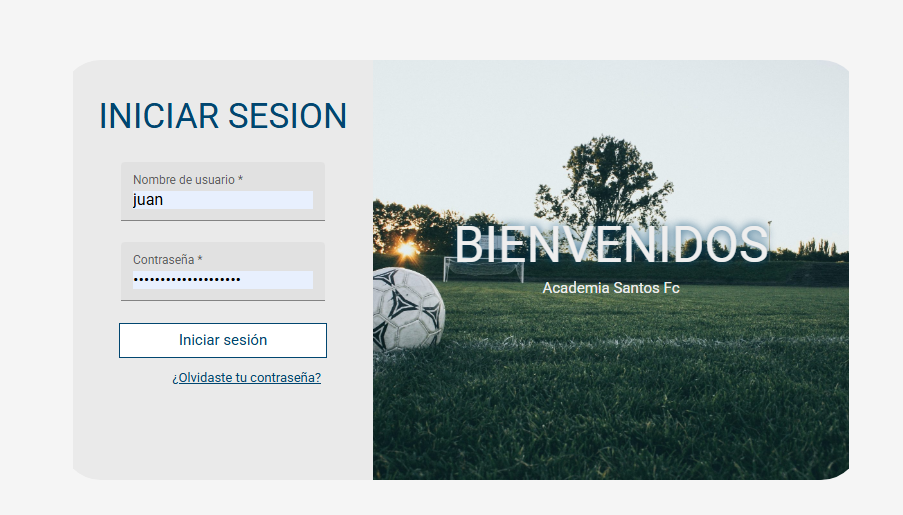 INICIAR SESION
Nombre de usuario *
juan
Contraseña *
••••••••••••••••••••
Iniciar sesión
¿Olvidaste tu contraseña?
BIENVENIDOS
Academia Santos Fc